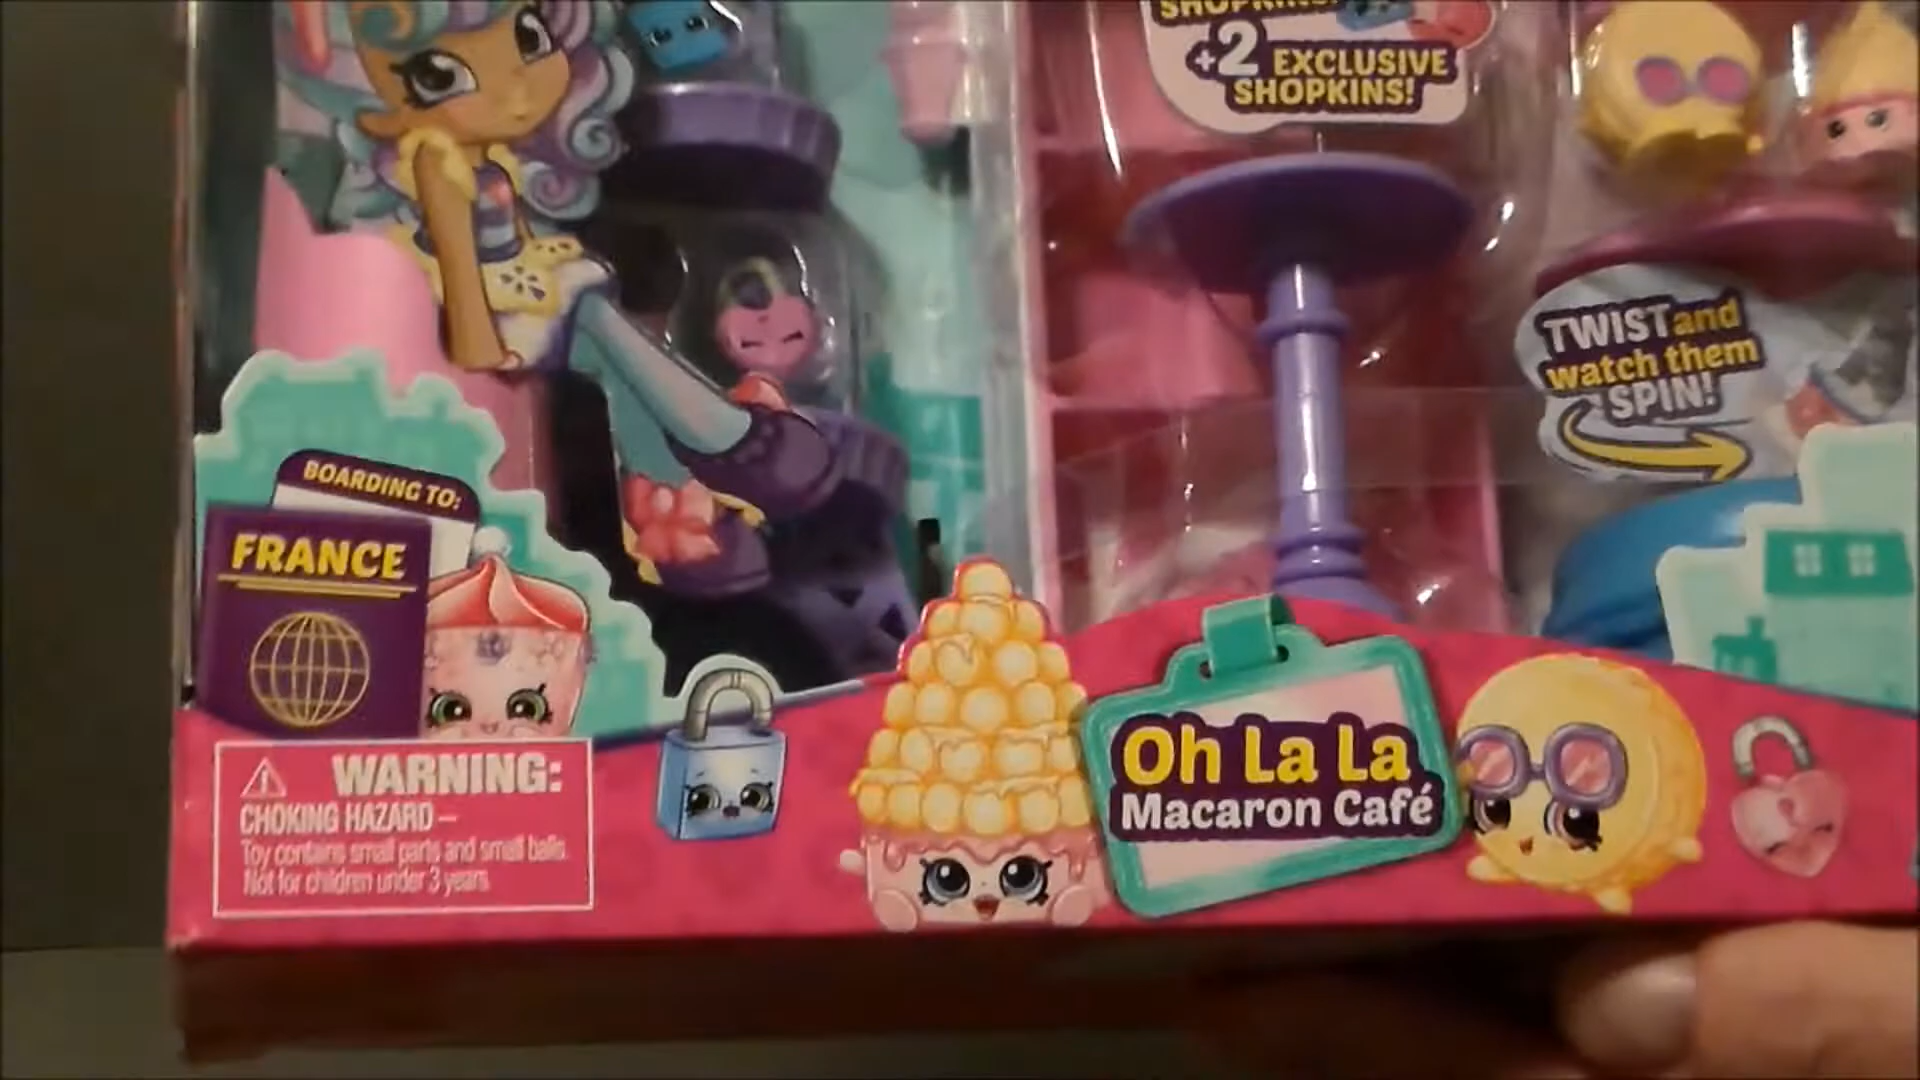 SHOPKINS!
+2 EXCLUSIVE
SHOPKINS!
TWIST and
watch them
SPIN!
BOARDING TO:
FRANCE
WARNING:
CHOKING HAZARD –
Toy contains small parts and small balls.
Not for children under 3 years.
Oh La La
Macaron Café